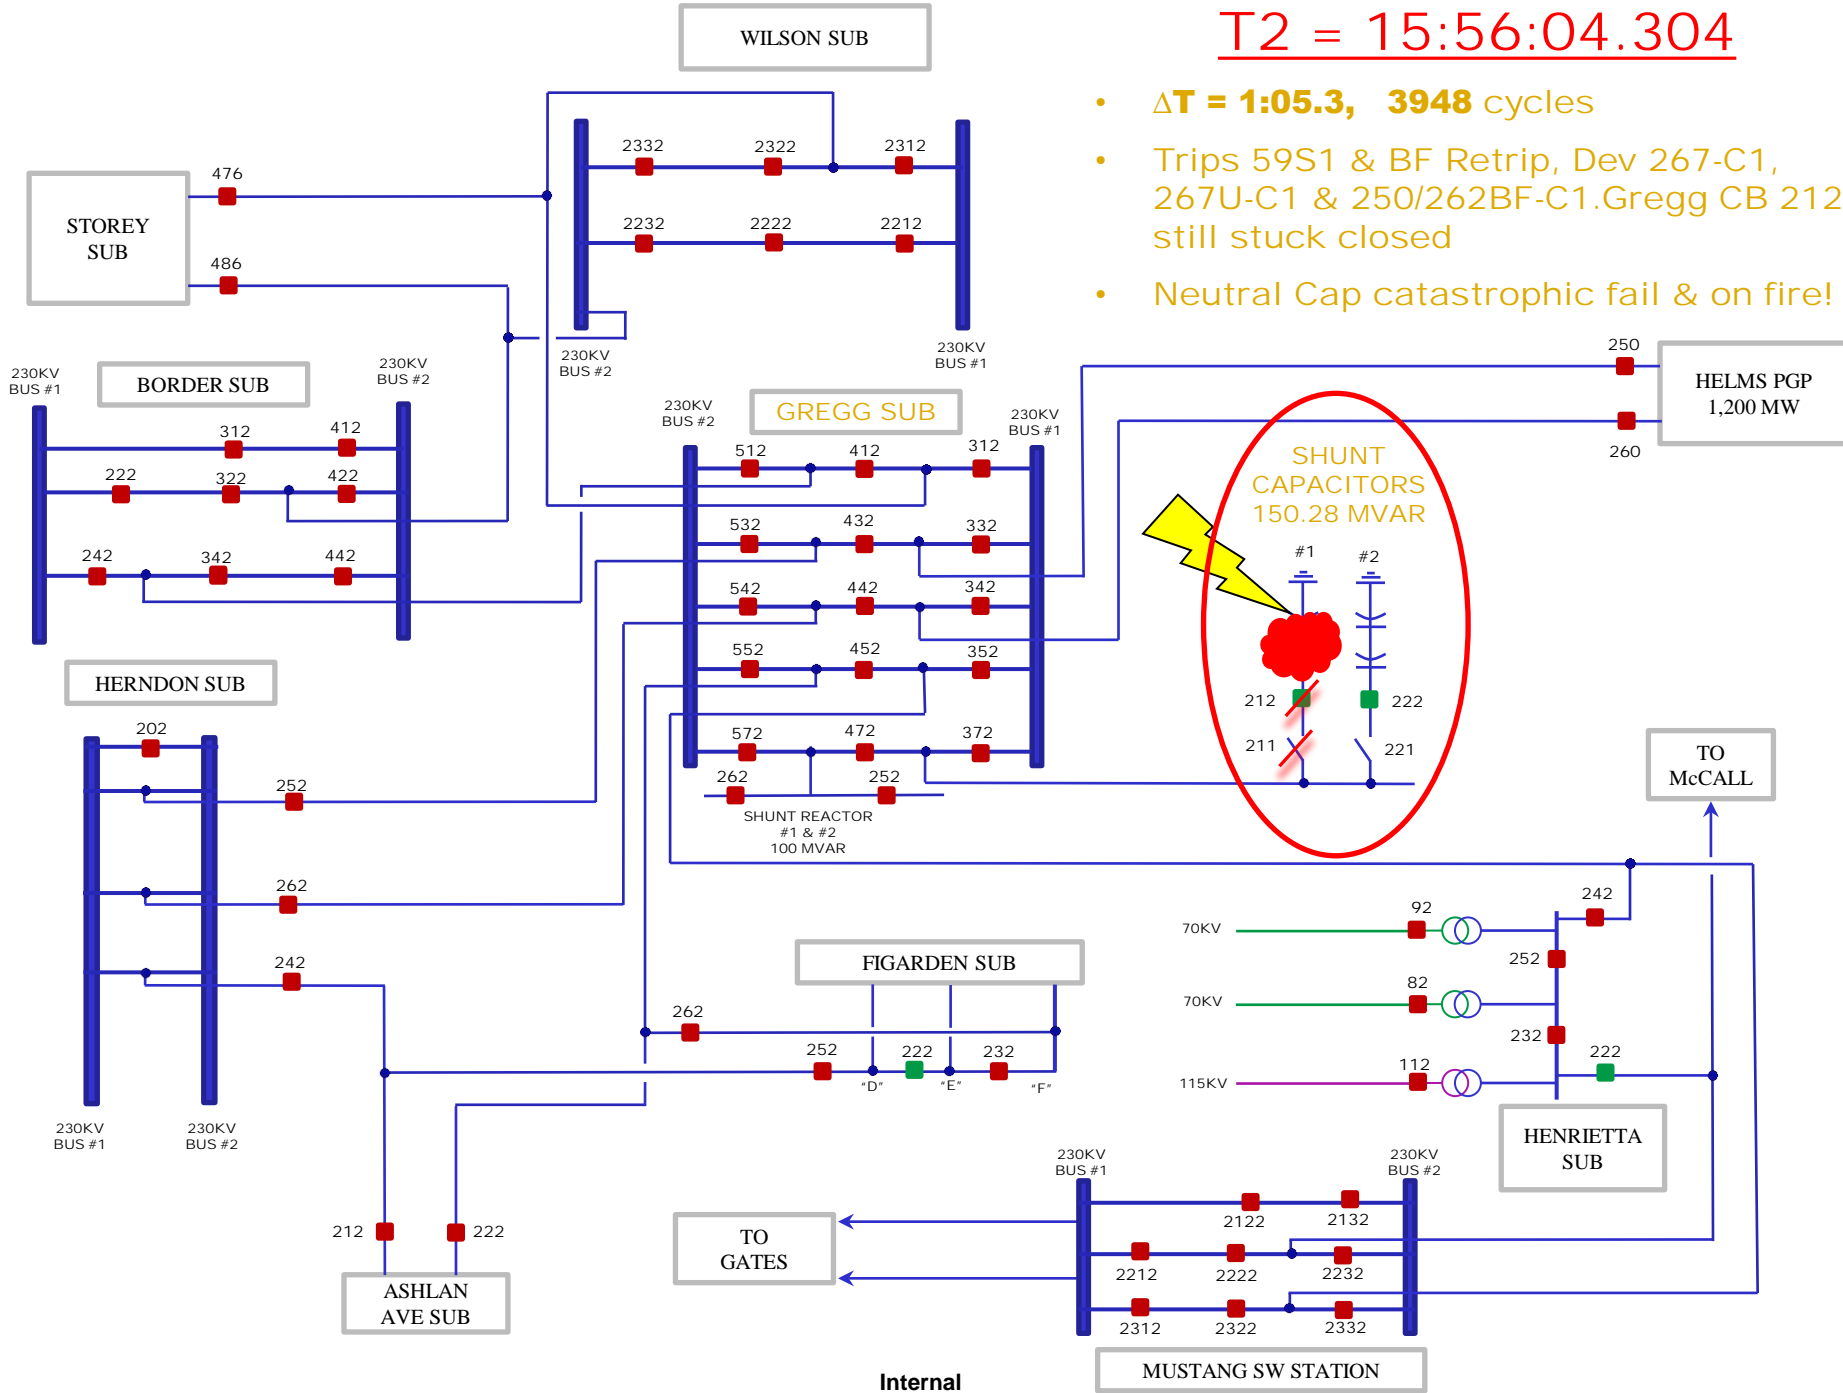 T2 = 15:56:04.304
• ΔT = 1:05.3, 3948 cycles
• Trips 59S1 & BF Retrip, Dev 267-C1,
267U-C1 & 250/262BF-C1.Gregg CB 212
still stuck closed
• Neutral Cap catastrophic fail & on fire!
WILSON SUB
2332
2322
2312
2232
2222
2212
230KV
BUS #2
230KV
BUS #1
STOREY
SUB
476
486
BORDER SUB
230KV
BUS #1
230KV
BUS #2
312
412
222
322
422
242
342
442
GREGG SUB
230KV
BUS #2
230KV
BUS #1
512
412
312
532
432
332
542
442
342
552
452
352
572
472
372
262
252
SHUNT REACTOR
#1 & #2
100 MVAR
250
260
HELMS PGP
1,200 MW
SHUNT
CAPACITORS
150.28 MVAR
#1
#2
212
222
211
221
HERNDON SUB
202
252
262
242
230KV
BUS #1
230KV
BUS #2
TO
McCALL
FIGARDEN SUB
262
252
222
232
"D"
"E"
"F"
70KV
92
242
252
70KV
82
232
222
115KV
112
HENRIETTA
SUB
212
222
ASHLAN
AVE SUB
TO
GATES
230KV
BUS #1
230KV
BUS #2
2122
2132
2212
2222
2232
2312
2322
2332
MUSTANG SW STATION
Internal